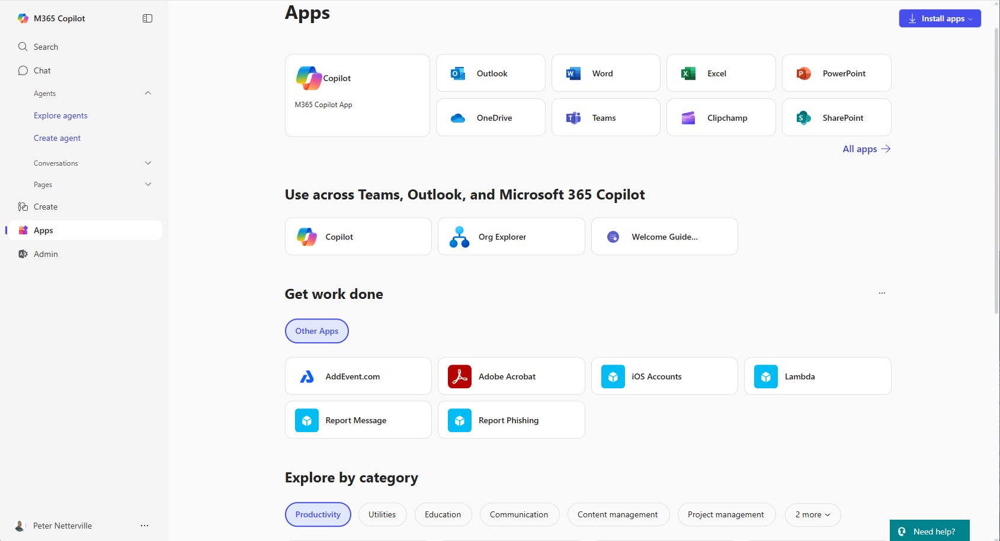 M365 Copilot
Search
Chat
Agents
Explore agents
Create agent
Conversations
Pages
Create
Apps
Admin
Peter Netterville
Apps
Install apps
Copilot
M365 Copilot App
Outlook
Word
Excel
PowerPoint
OneDrive
Teams
Clipchamp
SharePoint
All apps
Use across Teams, Outlook, and Microsoft 365 Copilot
Copilot
Org Explorer
Welcome Guide...
Get work done
Other Apps
AddEvent.com
Adobe Acrobat
iOS Accounts
Lambda
Report Message
Report Phishing
Explore by category
Productivity
Utilities
Education
Communication
Content management
Project management
2 more
Need help?